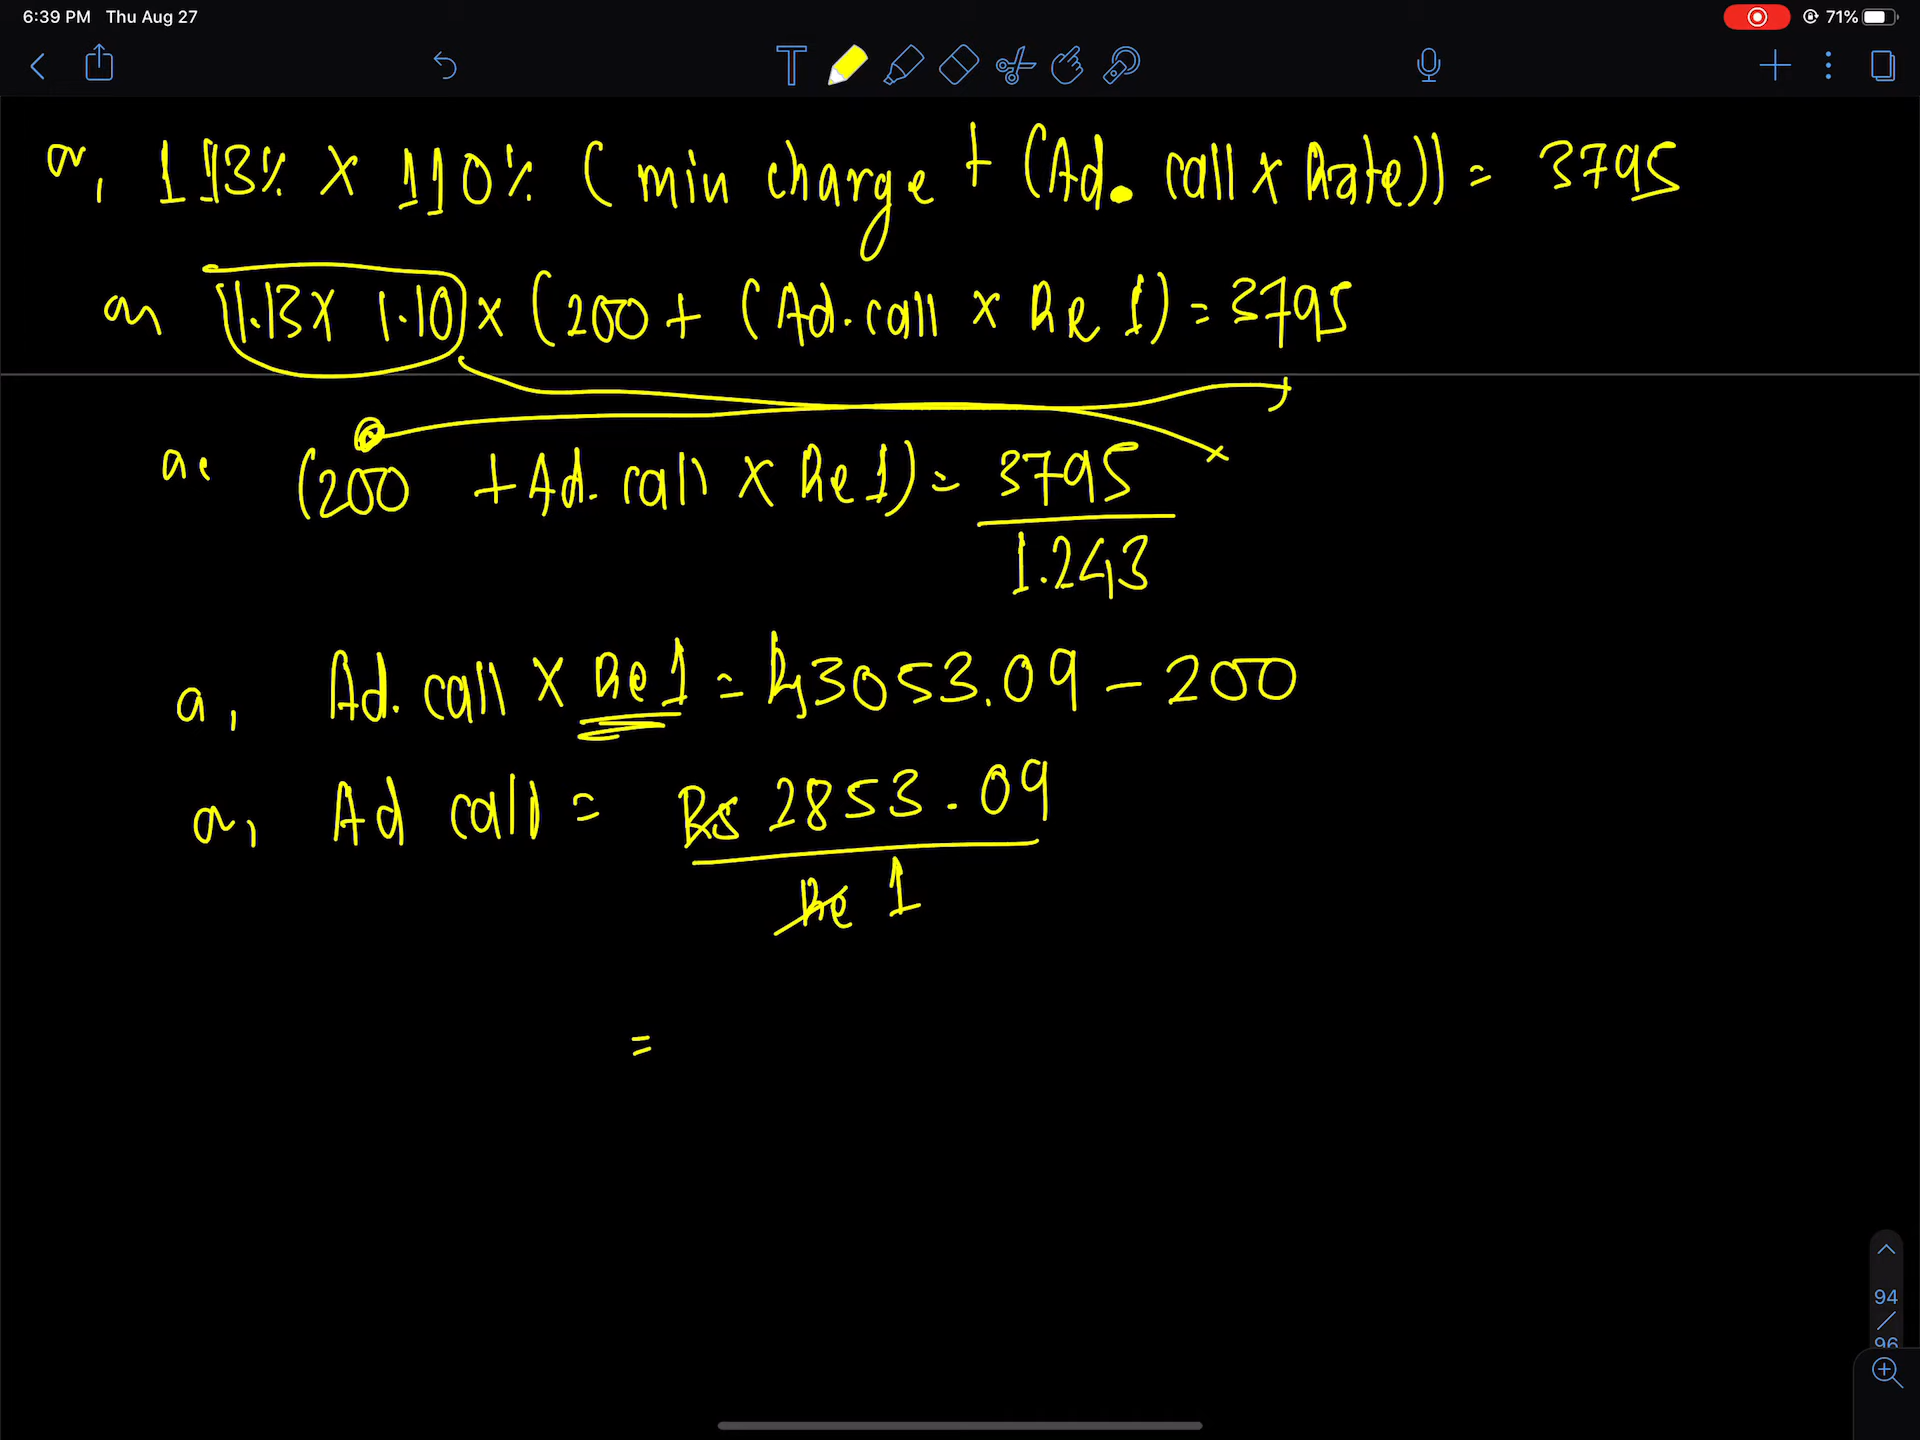 6:39 PM Thu Aug 27 71%
T
or, 113% × 110% (min charge + (Ad. call × Rate)) = 3795
or 1.13 × 1.10 × (200 + (Ad. call × Re 1) = 3795
or (200 + Ad. call × Re 1) = 3795
1.243
or, Ad. call × Re 1 = Rs 3053.09 - 200
or, Ad call = Rs 2853.09
Re 1
=
94
96